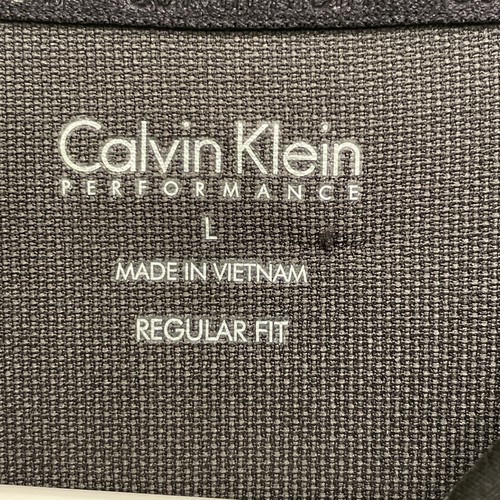 Calvin Klein
PERFORMANCE
L
MADE IN VIETNAM
REGULAR FIT